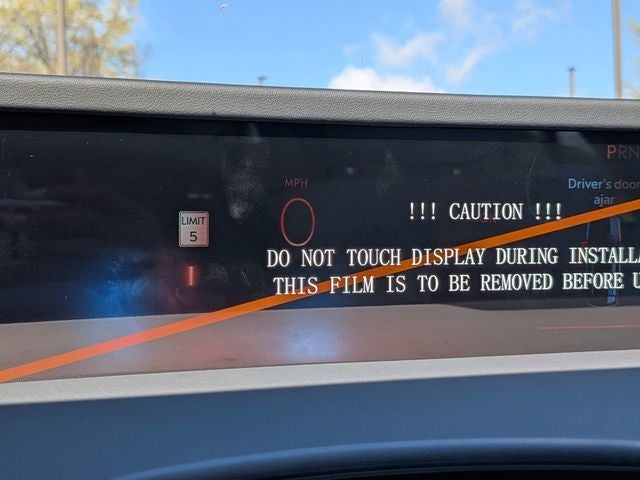 PRN
MPH
Driver's door
ajar
LIMIT
5
0
!!! CAUTION !!!
DO NOT TOUCH DISPLAY DURING INSTALLA
THIS FILM IS TO BE REMOVED BEFORE U